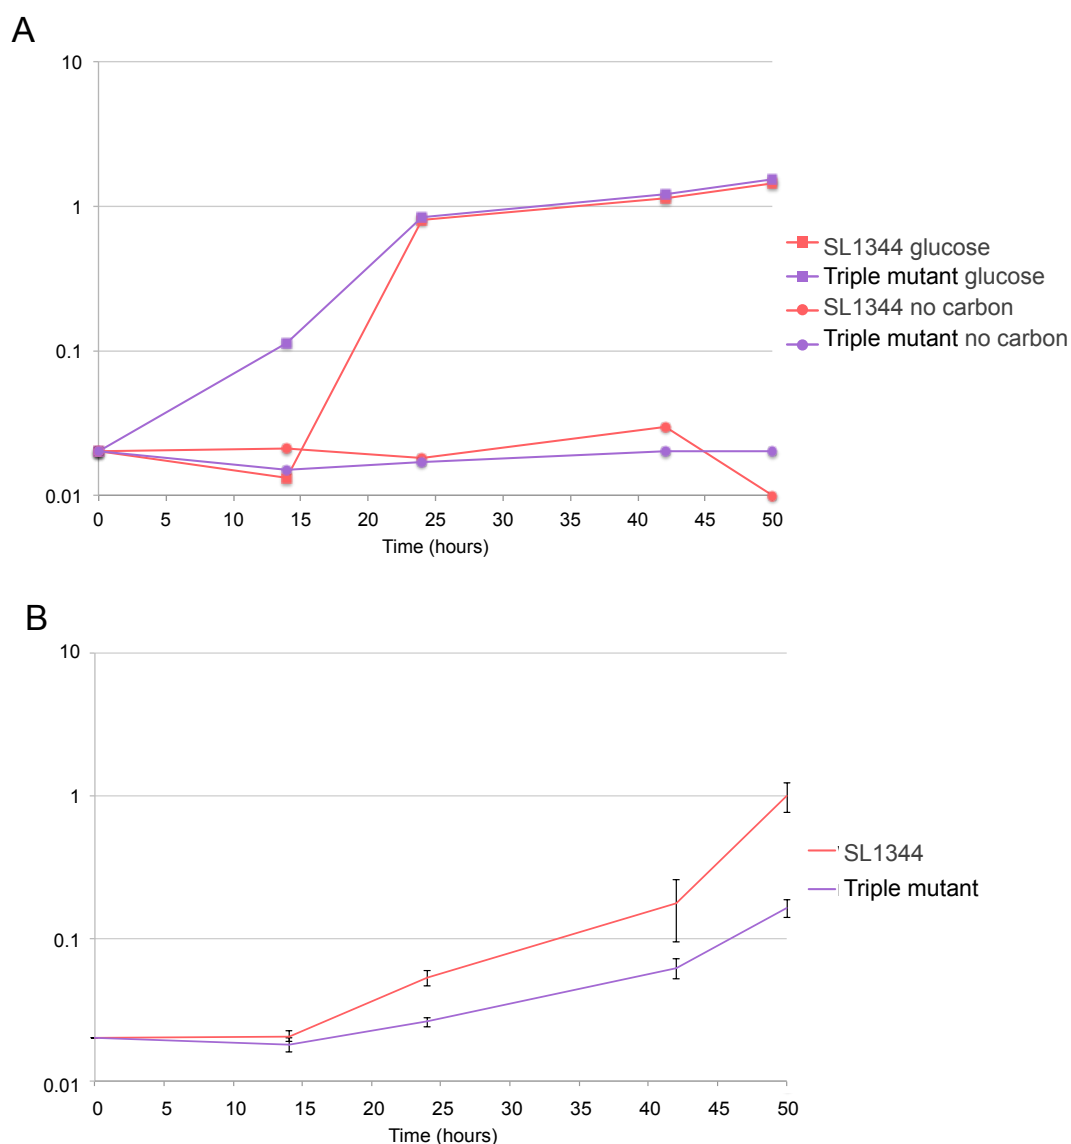 A
10
1
0.1
0.01
0 5 10 15 20 25 30 35 40 45 50
Time (hours)
SL1344 glucose
Triple mutant glucose
SL1344 no carbon
Triple mutant no carbon
B
10
1
0.1
0.01
0 5 10 15 20 25 30 35 40 45 50
Time (hours)
SL1344
Triple mutant